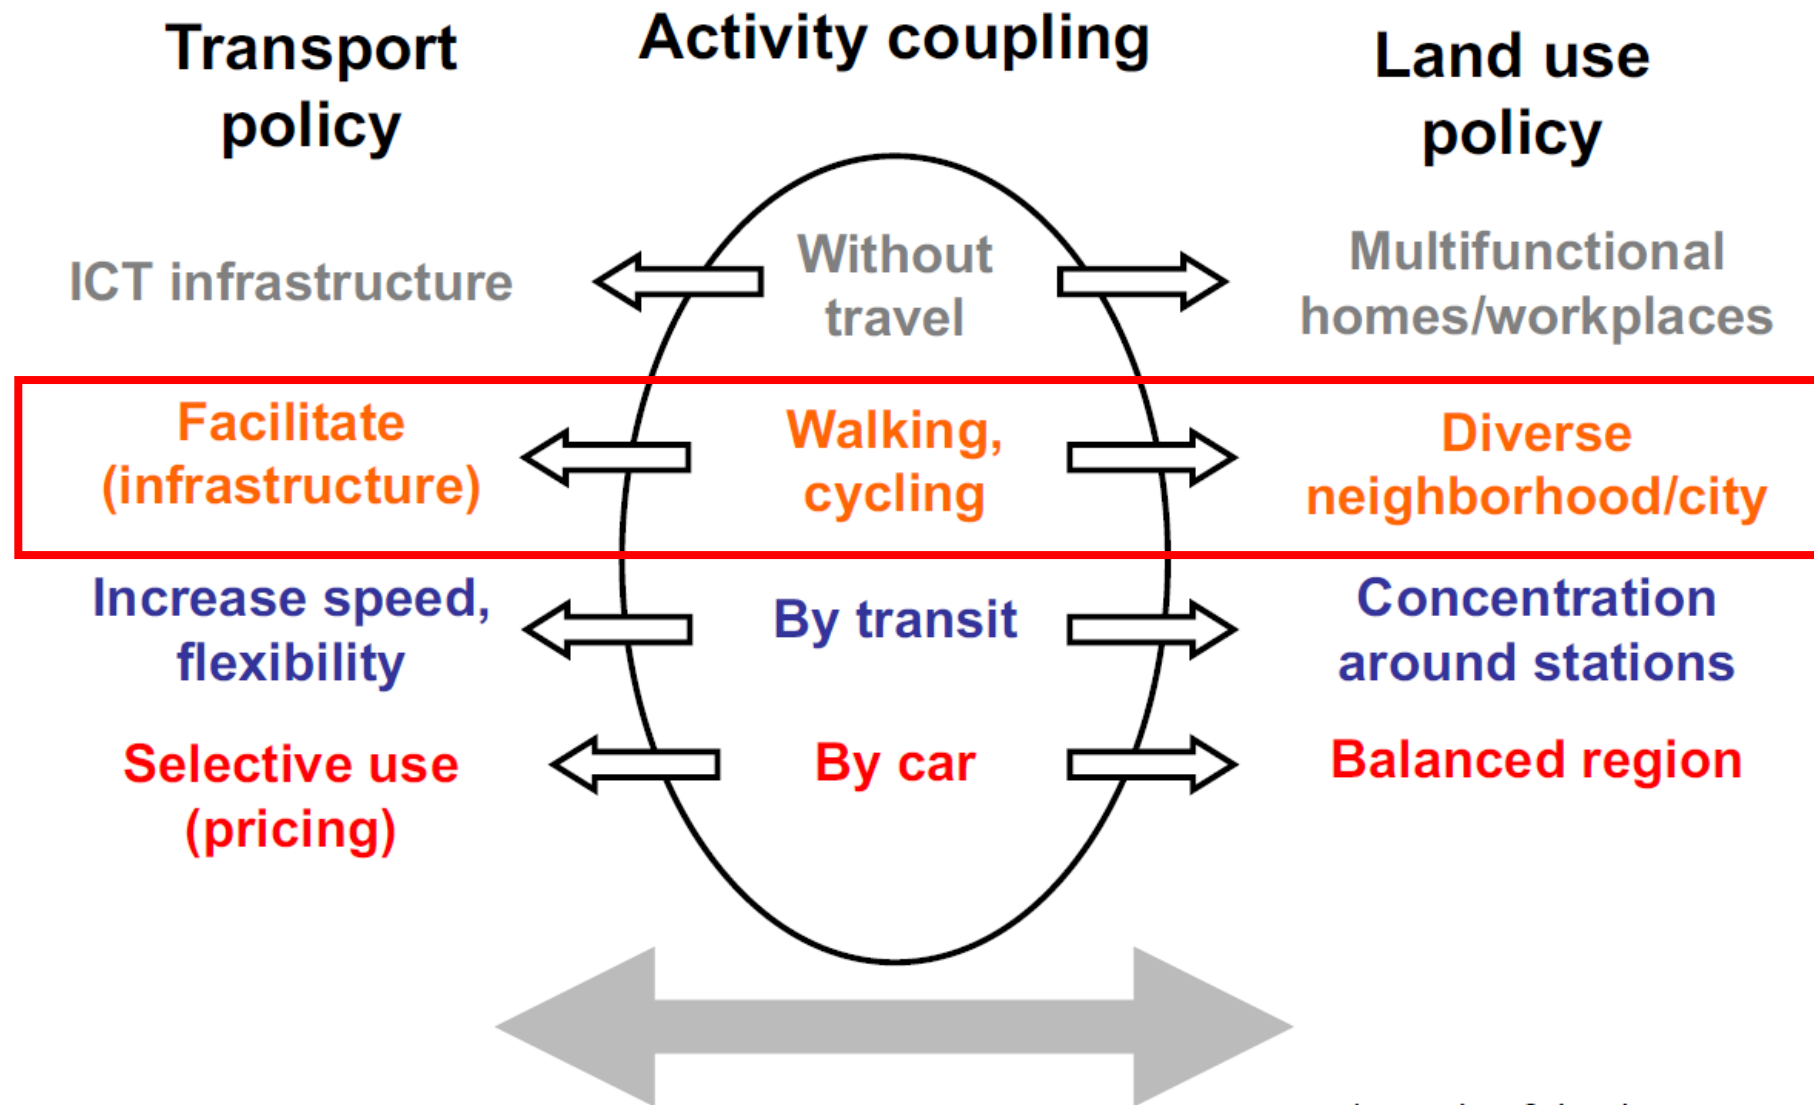 Transport
policy
Activity coupling
Land use
policy
ICT infrastructure
Without
travel
Multifunctional
homes/workplaces
Facilitate
(infrastructure)
Walking,
cycling
Diverse
neighborhood/city
Increase speed,
flexibility
By transit
Concentration
around stations
Selective use
(pricing)
By car
Balanced region